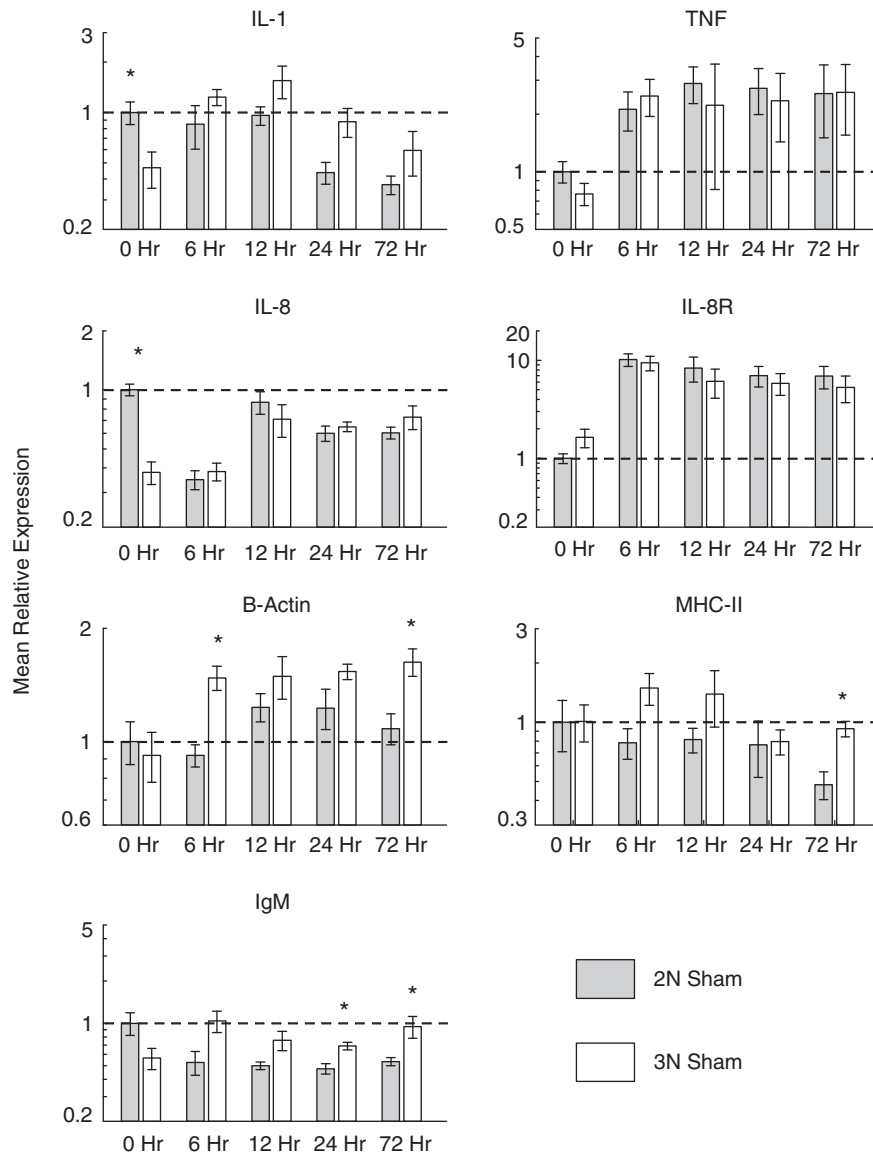 IL-1
3
1
0.2
*
0 Hr 6 Hr 12 Hr 24 Hr 72 Hr
TNF
5
1
0.5
0 Hr 6 Hr 12 Hr 24 Hr 72 Hr
IL-8
2
1
0.2
*
0 Hr 6 Hr 12 Hr 24 Hr 72 Hr
IL-8R
20
10
1
0.2
0 Hr 6 Hr 12 Hr 24 Hr 72 Hr
Mean Relative Expression
B-Actin
2
1
0.6
* *
0 Hr 6 Hr 12 Hr 24 Hr 72 Hr
MHC-II
3
1
0.3
*
0 Hr 6 Hr 12 Hr 24 Hr 72 Hr
IgM
5
1
0.2
* *
0 Hr 6 Hr 12 Hr 24 Hr 72 Hr
2N Sham
3N Sham